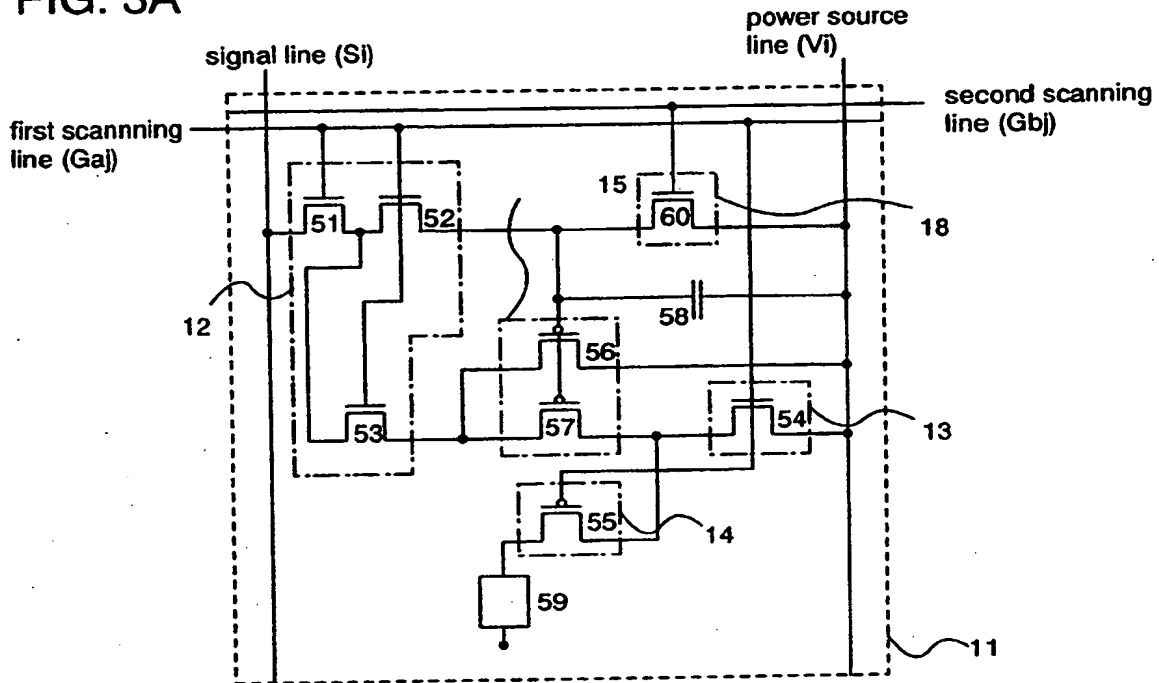 FIG. 3A
power source
line (Vi)
signal line (Si)
second scanning
line (Gbj)
first scannning
line (Gaj)
15
51
52
60
18
12
58
56
53
57
54
13
55
14
59
11